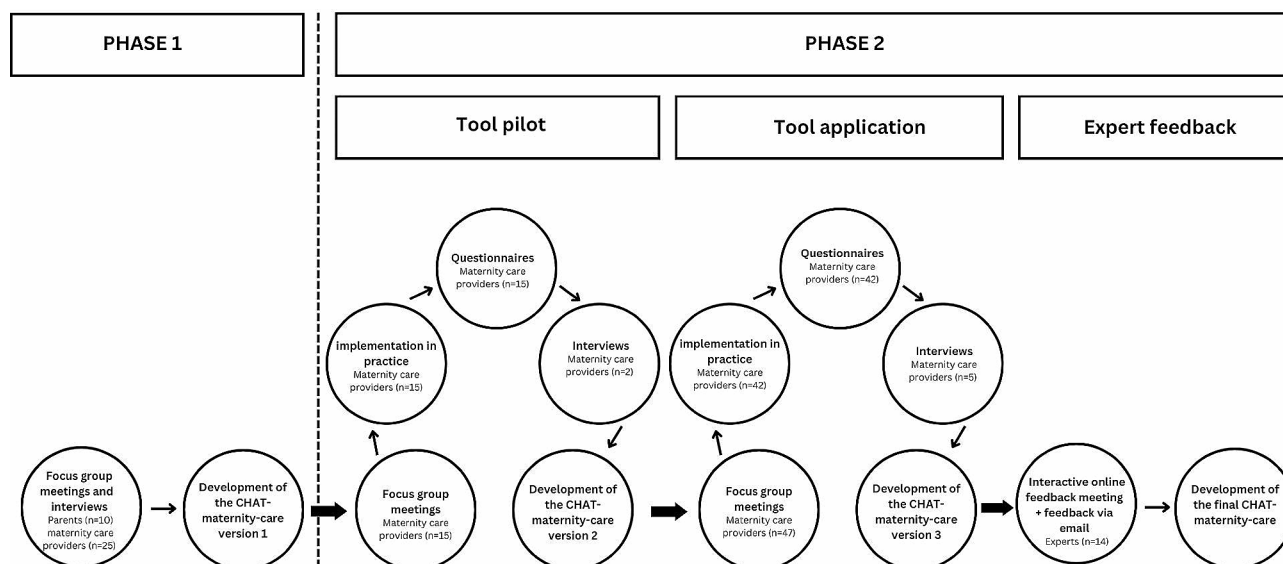 PHASE 1
PHASE 2
Tool pilot
Tool application
Expert feedback
Focus group
meetings and
interviews
Parents (n=10)
maternity care
providers (n=25)
Development of
the CHAT-
maternity-care
version 1
Focus group
meetings
Maternity care
providers (n=15)
implementation in
practice
Maternity care
providers (n=15)
Questionnaires
Maternity care
providers (n=15)
Interviews
Maternity care
providers (n=2)
Development of
the CHAT-
maternity-care
version 2
Focus group
meetings
Maternity care
providers (n=47)
implementation in
practice
Maternity care
providers (n=42)
Questionnaires
Maternity care
providers (n=42)
Interviews
Maternity care
providers (n=5)
Development of
the CHAT-
maternity-care
version 3
Interactive online
feedback meeting
+ feedback via
email
Experts (n=14)
Development of
the final CHAT-
maternity-care